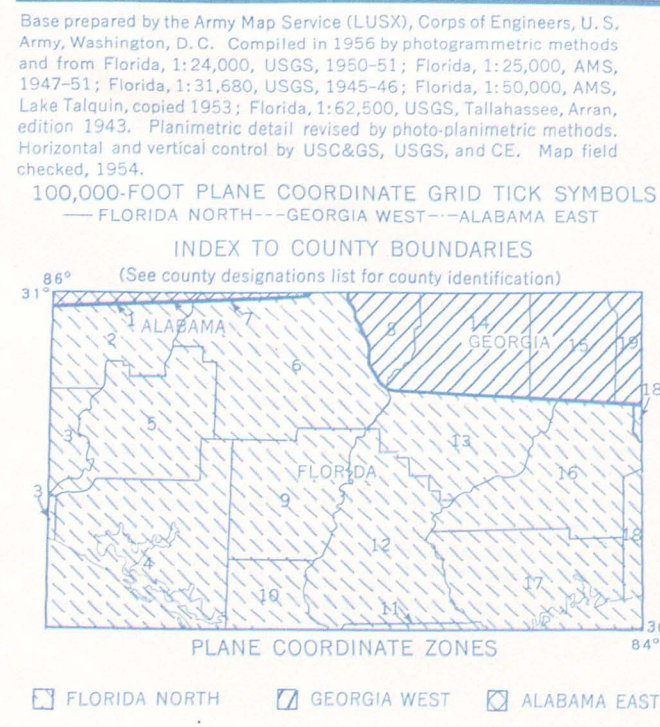 Base prepared by the Army Map Service (LUSX), Corps of Engineers, U. S.
Army, Washington, D. C. Compiled in 1956 by photogrammetric methods
and from Florida, 1:24,000, USGS, 1950-51; Florida, 1:25,000, AMS,
1947-51; Florida, 1:31,680, USGS, 1945-46; Florida, 1:50,000, AMS,
Lake Talquin, copied 1953; Florida, 1:62,500, USGS, Tallahassee, Arran,
edition 1943. Planimetric detail revised by photo-planimetric methods.
Horizontal and vertical control by USC&GS, USGS, and CE. Map field
checked, 1954.
100,000-FOOT PLANE COORDINATE GRID TICK SYMBOLS
—— FLORIDA NORTH---GEORGIA WEST—·—ALABAMA EAST
INDEX TO COUNTY BOUNDARIES
(See county designations list for county identification)
86°
31°
1 ALABAMA 7
2
8 14
GEORGIA 15 19
6
18
3 5
13
FLORIDA 16
3
9
12 18
4
17
10
11
30
84°
PLANE COORDINATE ZONES
FLORIDA NORTH GEORGIA WEST ALABAMA EAST